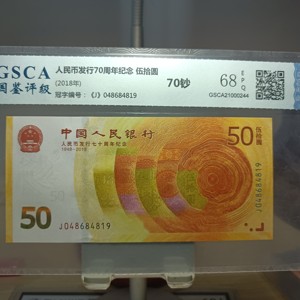 GSCA
国鉴评级
人民币发行70周年纪念 伍拾圆
(2018年)
70钞
冠字编号：《J》048684819
68
EPQ
GSCA21000244
中国人民银行
人民币发行七十周年纪念
1948-2018
50
伍拾圆
50
J048684819